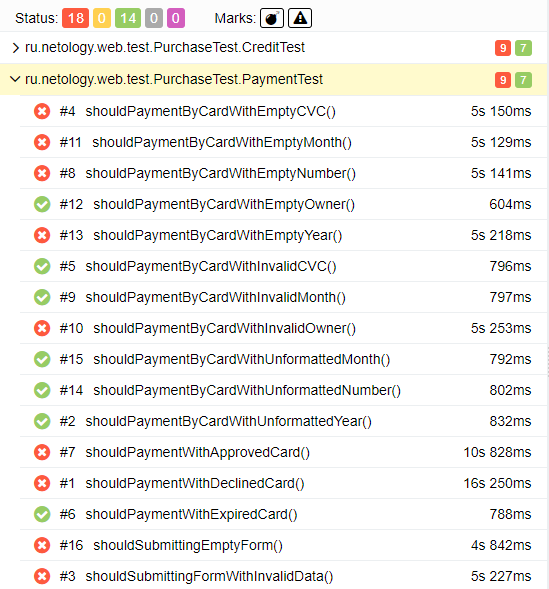 Status: 18 0 14 0 0 Marks:
ru.netology.web.test.PurchaseTest.CreditTest 9 7
ru.netology.web.test.PurchaseTest.PaymentTest 9 7
#4 shouldPaymentByCardWithEmptyCVC() 5s 150ms
#11 shouldPaymentByCardWithEmptyMonth() 5s 129ms
#8 shouldPaymentByCardWithEmptyNumber() 5s 141ms
#12 shouldPaymentByCardWithEmptyOwner() 604ms
#13 shouldPaymentByCardWithEmptyYear() 5s 218ms
#5 shouldPaymentByCardWithInvalidCVC() 796ms
#9 shouldPaymentByCardWithInvalidMonth() 797ms
#10 shouldPaymentByCardWithInvalidOwner() 5s 253ms
#15 shouldPaymentByCardWithUnformattedMonth() 792ms
#14 shouldPaymentByCardWithUnformattedNumber() 802ms
#2 shouldPaymentByCardWithUnformattedYear() 832ms
#7 shouldPaymentWithApprovedCard() 10s 828ms
#1 shouldPaymentWithDeclinedCard() 16s 250ms
#6 shouldPaymentWithExpiredCard() 788ms
#16 shouldSubmittingEmptyForm() 4s 842ms
#3 shouldSubmittingFormWithInvalidData() 5s 227ms